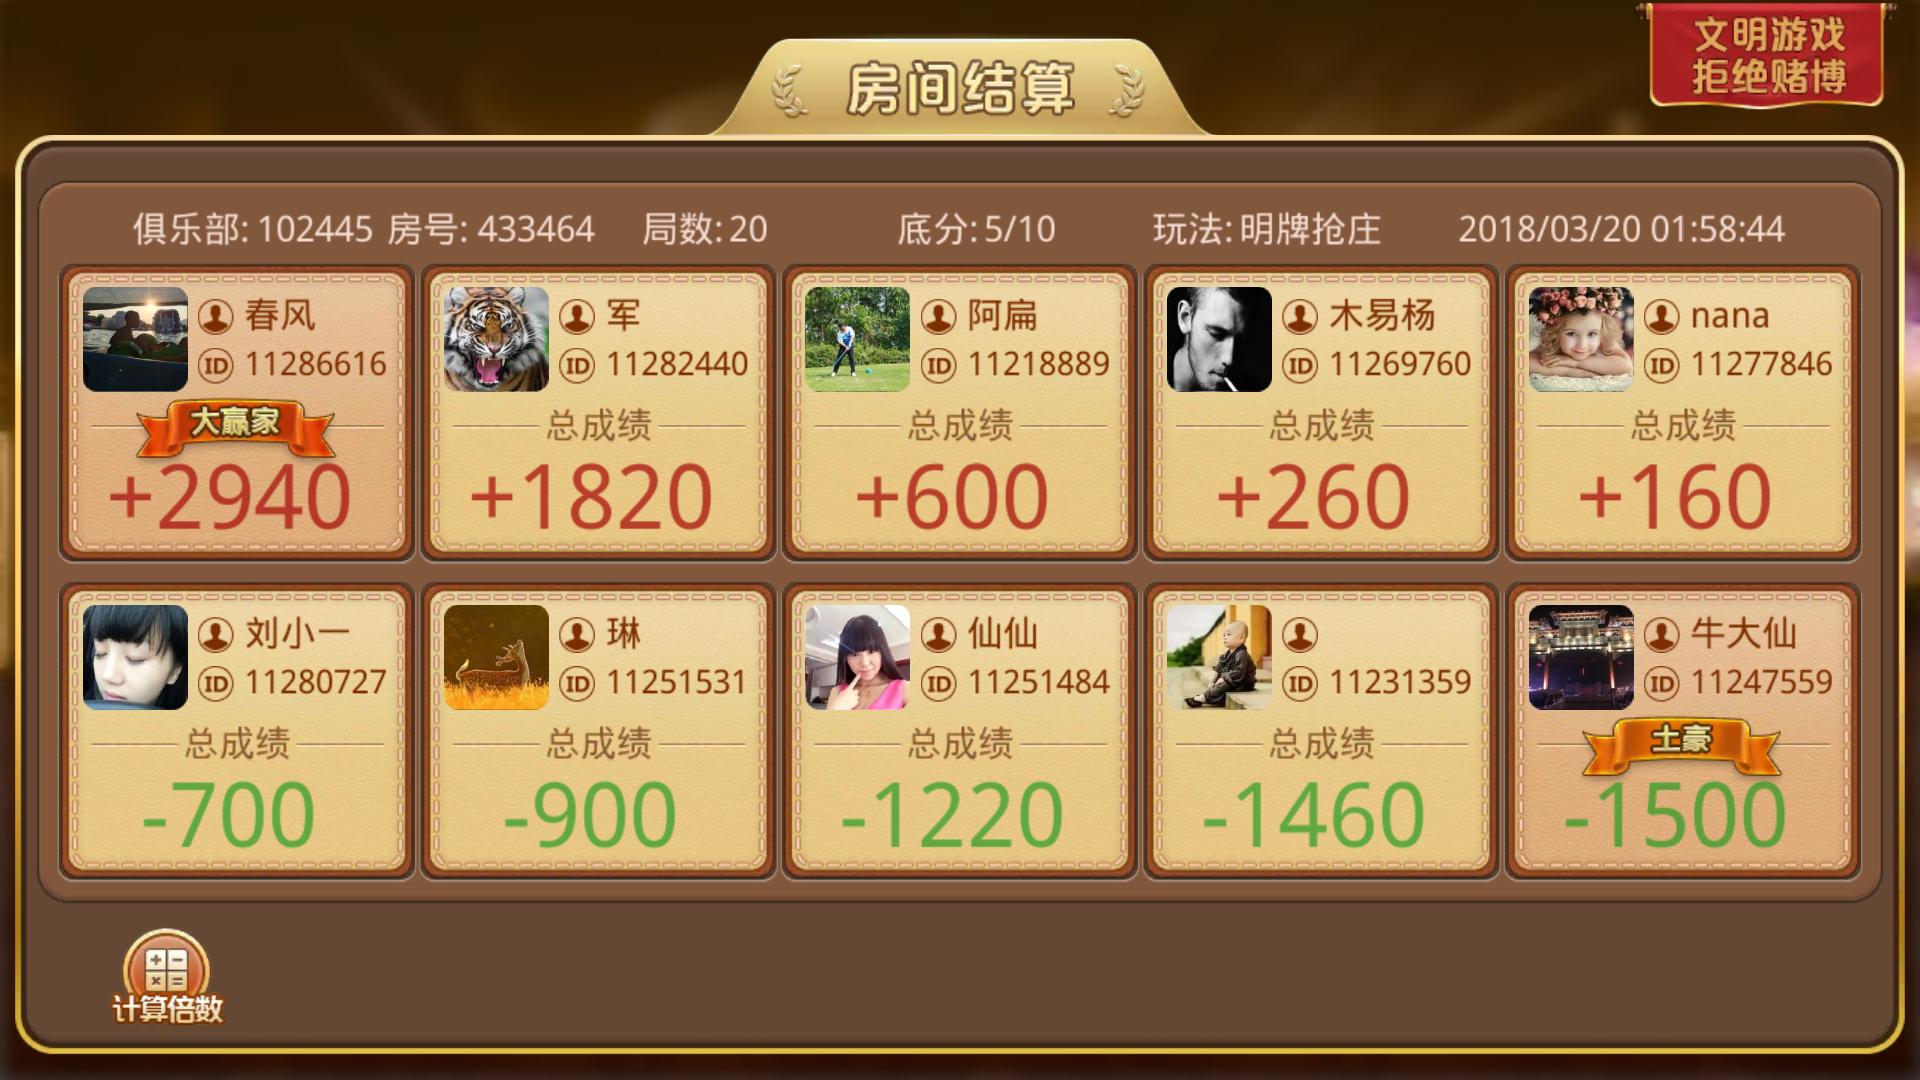 文明游戏
拒绝赌博
房间结算
俱乐部: 102445 房号: 433464 局数: 20 底分: 5/10 玩法: 明牌抢庄 2018/03/20 01:58:44
春风
ID 11286616
大赢家
+2940
军
ID 11282440
总成绩
+1820
阿扁
ID 11218889
总成绩
+600
木易杨
ID 11269760
总成绩
+260
nana
ID 11277846
总成绩
+160
刘小一
ID 11280727
总成绩
-700
琳
ID 11251531
总成绩
-900
仙仙
ID 11251484
总成绩
-1220
ID 11231359
总成绩
-1460
牛大仙
ID 11247559
土豪
-1500
计算倍数